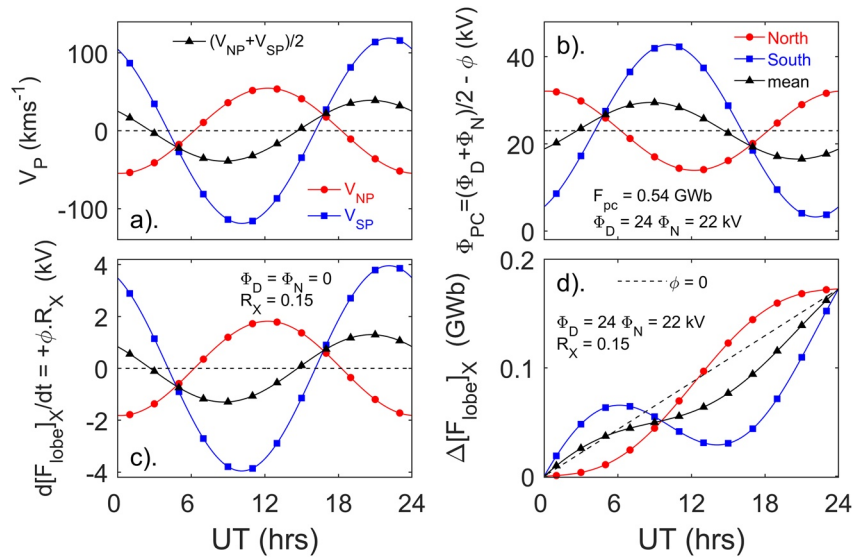 (V_NP+V_SP)/2
V_P (kms⁻¹)
100
0
-100
V_NP
V_SP
a).
b).
North
South
mean
Φ_PC=(Φ_D+Φ_N)/2 - ϕ (kV)
40
20
0
F_pc = 0.54 GWb
Φ_D = 24 Φ_N = 22 kV
d[F_lobe]_X/dt = +ϕ.R_X (kV)
4
2
0
-2
-4
Φ_D = Φ_N = 0
R_X = 0.15
c).
0 6 12 18 24
UT (hrs)
Δ[F_lobe]_X (GWb)
0.2
0.1
0
d).
ϕ = 0
Φ_D = 24 Φ_N = 22 kV
R_X = 0.15
0 6 12 18 24
UT (hrs)